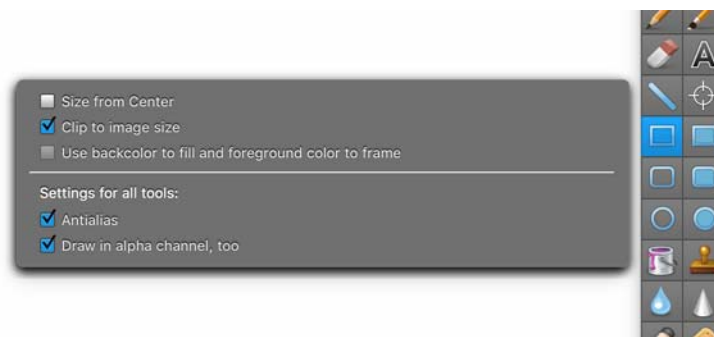 Size from Center
Clip to image size
Use backcolor to fill and foreground color to frame
Settings for all tools:
Antialias
Draw in alpha channel, too
A